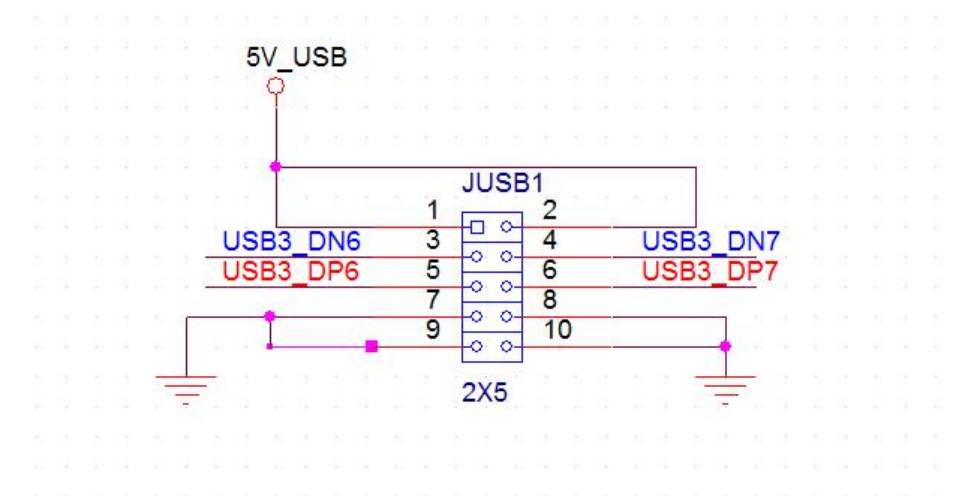 5V_USB
JUSB1
1 2
USB3_DN6 3 4 USB3_DN7
USB3_DP6 5 6 USB3_DP7
7 8
9 10
2X5